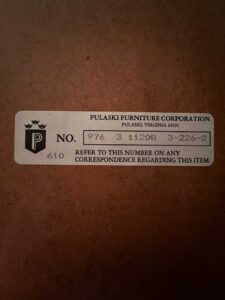 PULASKI FURNITURE CORPORATION
PULASKI, VIRGINIA 24301
P
NO. 976 3 11208 3-226-2
610
REFER TO THIS NUMBER ON ANY
CORRESPONDENCE REGARDING THIS ITEM